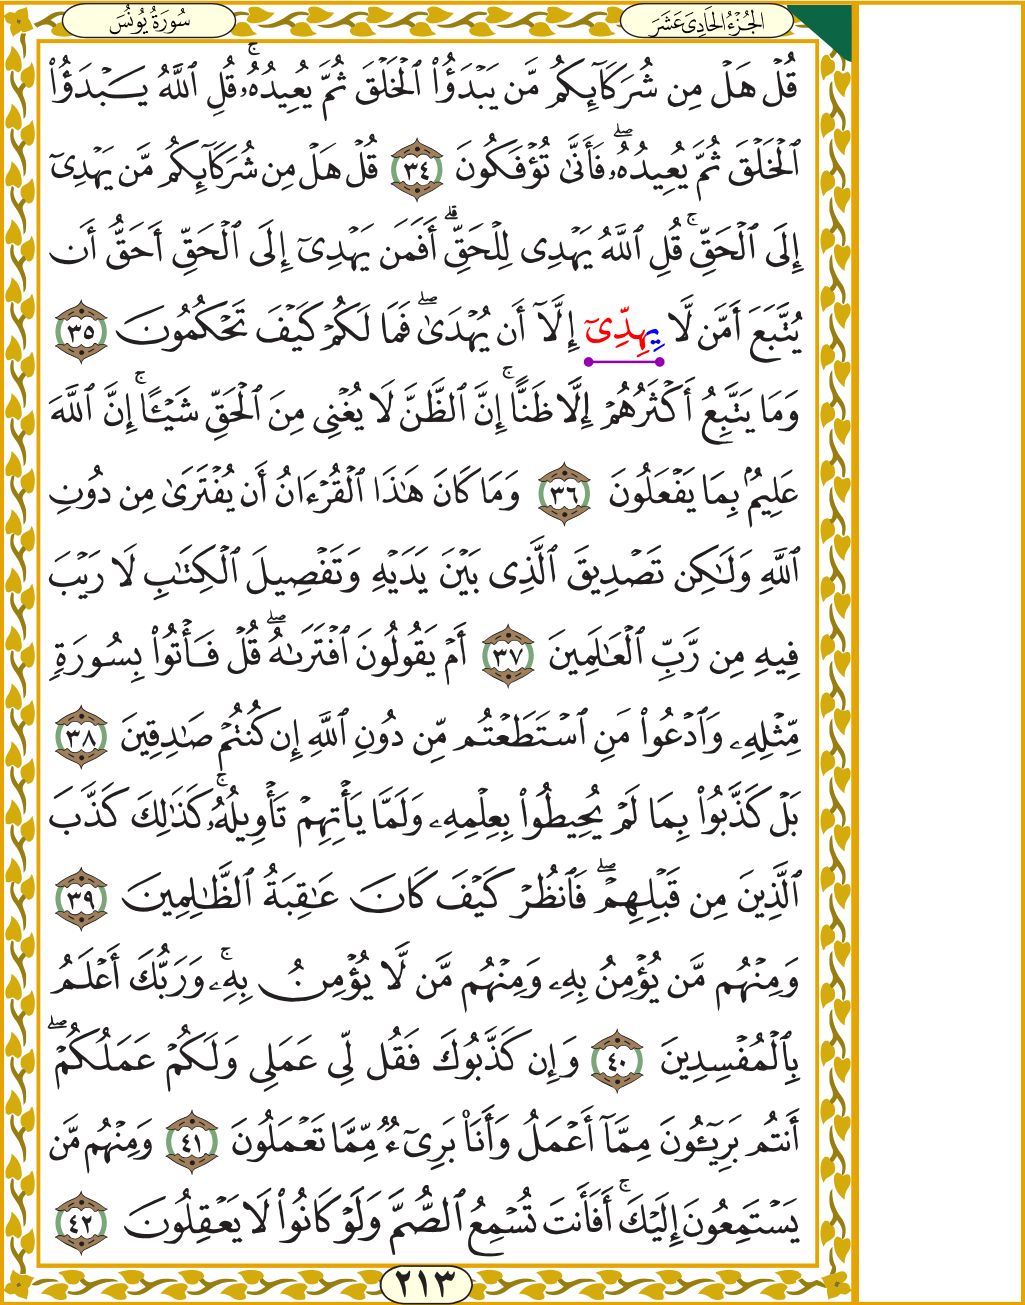 الجُزْءُ الحَادِيَ عَشَرَ
سُورَةُ يُونُسَ
قُلْ هَلْ مِن شُرَكَآئِكُم مَّن يَبْدَؤُا۟ ٱلْخَلْقَ ثُمَّ يُعِيدُهُۥۚ قُلِ ٱللَّهُ يَبْدَؤُا۟
ٱلْخَلْقَ ثُمَّ يُعِيدُهُۥۖ فَأَنَّىٰ تُؤْفَكُونَ ٣٤ قُلْ هَلْ مِن شُرَكَآئِكُم مَّن يَهْدِىٓ
إِلَى ٱلْحَقِّۚ قُلِ ٱللَّهُ يَهْدِى لِلْحَقِّۗ أَفَمَن يَهْدِىٓ إِلَى ٱلْحَقِّ أَحَقُّ أَن
يُتَّبَعَ أَمَّن لَّا يِهِدِّىٓ إِلَّآ أَن يُهْدَىٰۖ فَمَا لَكُمْ كَيْفَ تَحْكُمُونَ ٣٥
وَمَا يَتَّبِعُ أَكْثَرُهُمْ إِلَّا ظَنًّاۚ إِنَّ ٱلظَّنَّ لَا يُغْنِى مِنَ ٱلْحَقِّ شَيْـًٔاۚ إِنَّ ٱللَّهَ
عَلِيمٌۢ بِمَا يَفْعَلُونَ ٣٦ وَمَا كَانَ هَـٰذَا ٱلْقُرْءَانُ أَن يُفْتَرَىٰ مِن دُونِ
ٱللَّهِ وَلَـٰكِن تَصْدِيقَ ٱلَّذِى بَيْنَ يَدَيْهِ وَتَفْصِيلَ ٱلْكِتَـٰبِ لَا رَيْبَ
فِيهِ مِن رَّبِّ ٱلْعَـٰلَمِينَ ٣٧ أَمْ يَقُولُونَ ٱفْتَرَىٰهُۖ قُلْ فَأْتُوا۟ بِسُورَةٍ
مِّثْلِهِۦ وَٱدْعُوا۟ مَنِ ٱسْتَطَعْتُم مِّن دُونِ ٱللَّهِ إِن كُنتُمْ صَـٰدِقِينَ ٣٨
بَلْ كَذَّبُوا۟ بِمَا لَمْ يُحِيطُوا۟ بِعِلْمِهِۦ وَلَمَّا يَأْتِهِمْ تَأْوِيلُهُۥۚ كَذَٰلِكَ كَذَّبَ
ٱلَّذِينَ مِن قَبْلِهِمْۖ فَٱنظُرْ كَيْفَ كَانَ عَـٰقِبَةُ ٱلظَّـٰلِمِينَ ٣٩
وَمِنْهُم مَّن يُؤْمِنُ بِهِۦ وَمِنْهُم مَّن لَّا يُؤْمِنُ بِهِۦۚ وَرَبُّكَ أَعْلَمُ
بِٱلْمُفْسِدِينَ ٤٠ وَإِن كَذَّبُوكَ فَقُل لِّى عَمَلِى وَلَكُمْ عَمَلُكُمْۖ
أَنتُم بَرِيٓـُٔونَ مِمَّآ أَعْمَلُ وَأَنَا۠ بَرِىٓءٌ مِّمَّا تَعْمَلُونَ ٤١ وَمِنْهُم مَّن
يَسْتَمِعُونَ إِلَيْكَۚ أَفَأَنتَ تُسْمِعُ ٱلصُّمَّ وَلَوْ كَانُوا۟ لَا يَعْقِلُونَ ٤٢
٢١٣